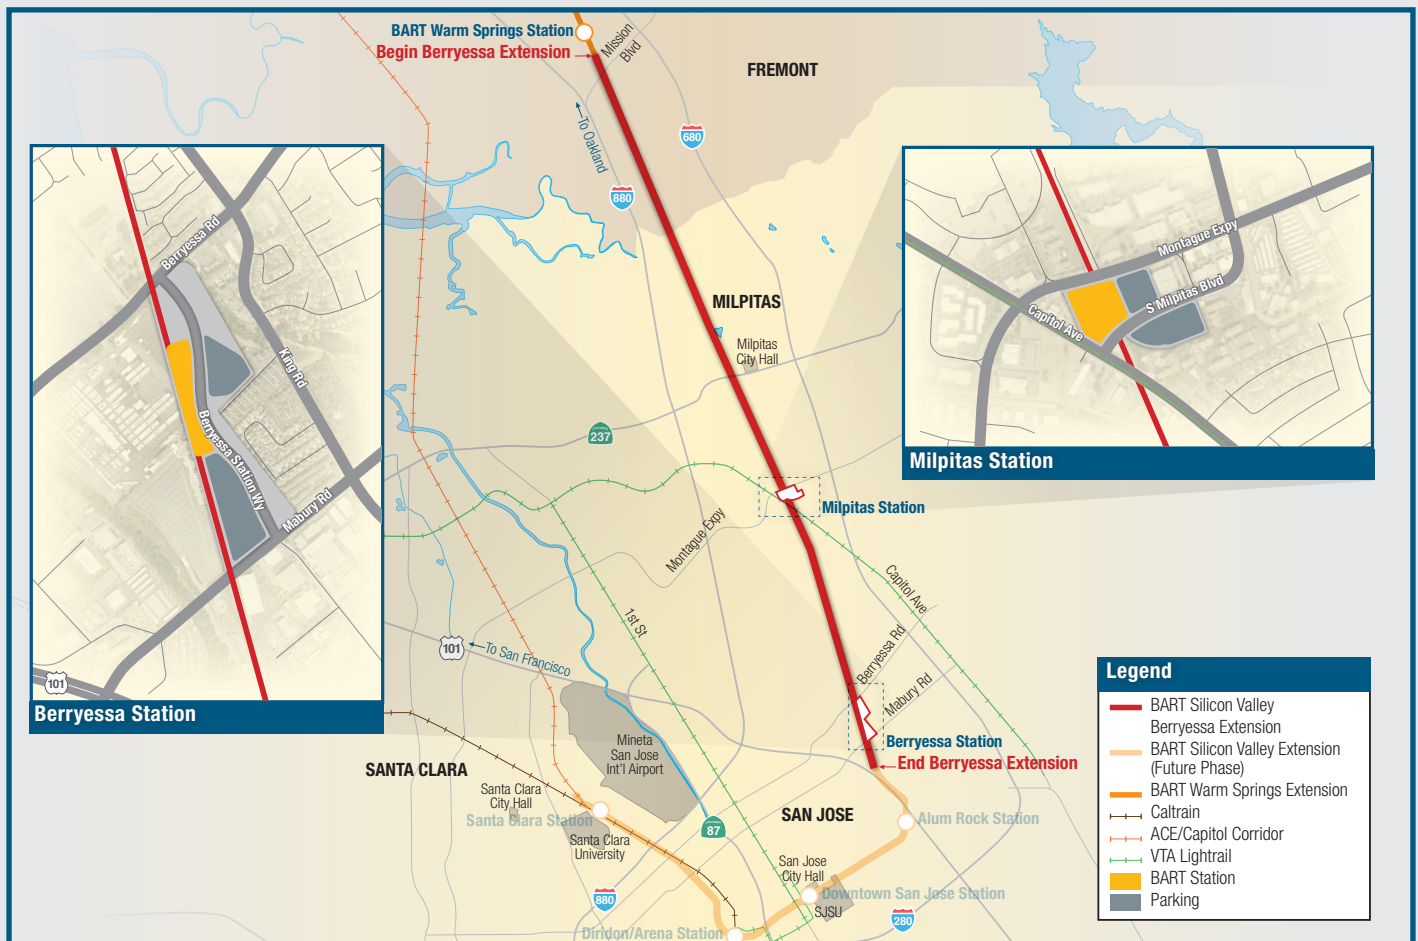 BART Warm Springs Station
Begin Berryessa Extension
Mission
Blvd
FREMONT
To Oakland
680
880
MILPITAS
Milpitas
City Hall
237
Milpitas Station
Montague Expy
Capitol Ave
1st St
101
To San Francisco
Berryessa Rd
Mabury Rd
Berryessa Station
End Berryessa Extension
Mineta
San Jose
Int'l Airport
SANTA CLARA
Santa Clara
City Hall
Santa Clara Station
Santa Clara
University
87
SAN JOSE
Alum Rock Station
San Jose
City Hall
Downtown San Jose Station
SJSU
880
280
Diridon/Arena Station
Berryessa Rd
King Rd
Berryessa Station Wy
Mabury Rd
101
Berryessa Station
Montague Expy
S Milpitas Blvd
Capitol Ave
Milpitas Station
Legend
BART Silicon Valley
Berryessa Extension
BART Silicon Valley Extension
(Future Phase)
BART Warm Springs Extension
Caltrain
ACE/Capitol Corridor
VTA Lightrail
BART Station
Parking